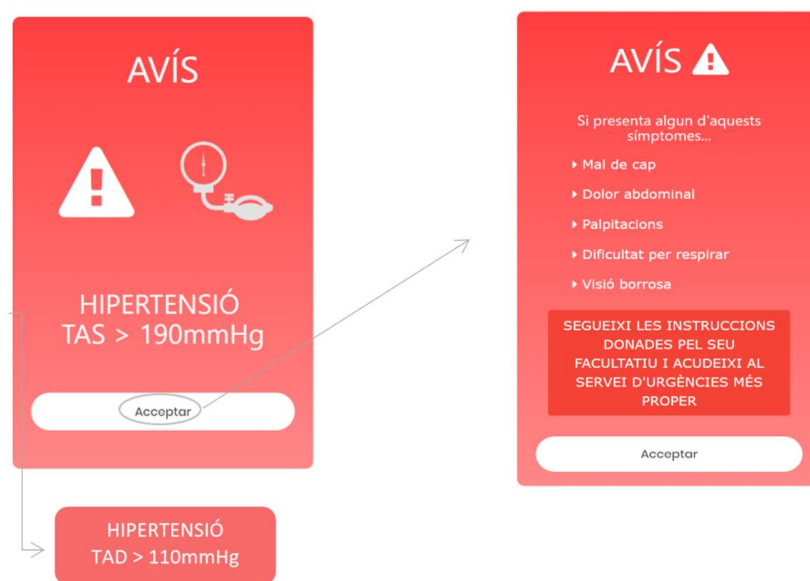 AVÍS
HIPERTENSIÓ
TAS > 190mmHg
Acceptar
HIPERTENSIÓ
TAD > 110mmHg
AVÍS
Si presenta algun d'aquests
símptomes...
Mal de cap
Dolor abdominal
Palpitacions
Dificultat per respirar
Visió borrosa
SEGUEIXI LES INSTRUCCIONS
DONADES PEL SEU
FACULTATIU I ACUDEIXI AL
SERVEI D'URGÈNCIES MÉS
PROPER
Acceptar